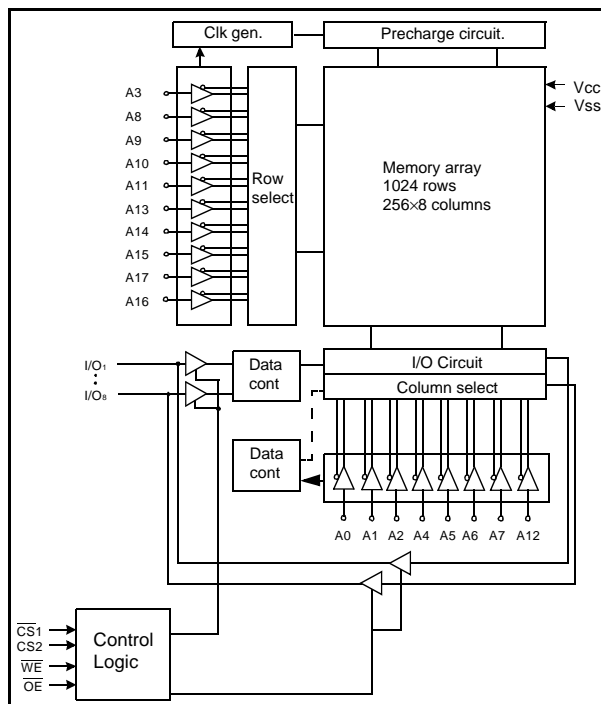 Clk gen.
Precharge circuit.
A3
A8
A9
A10
A11
A13
A14
A15
A17
A16
Row
select
Memory array
1024 rows
256×8 columns
Vcc
Vss
I/O1
I/O8
Data
cont
I/O Circuit
Column select
Data
cont
A0 A1 A2 A4 A5 A6 A7 A12
CS1
CS2
WE
OE
Control
Logic